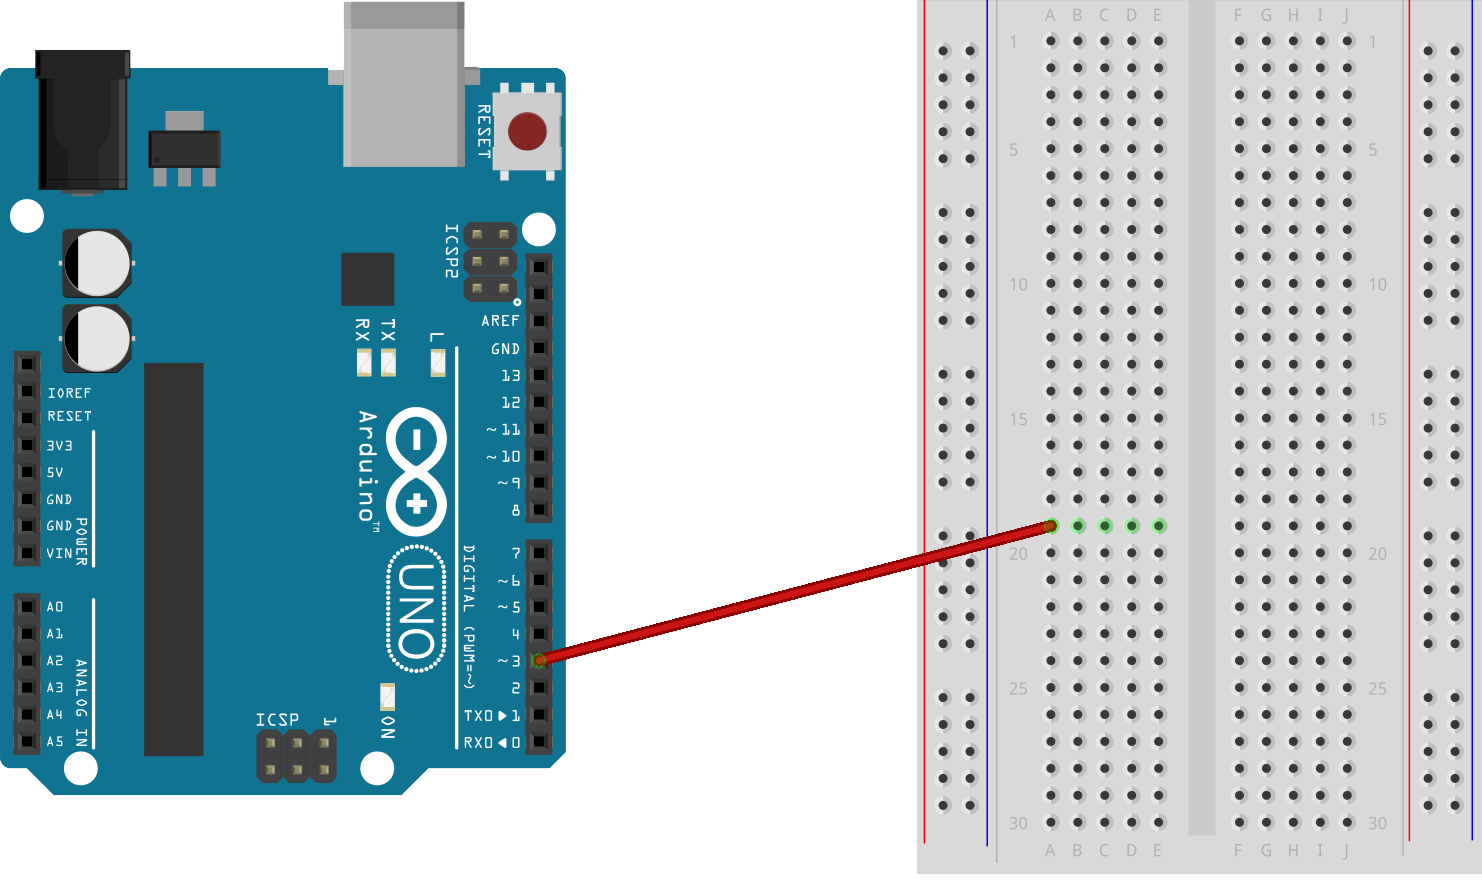 RESET
ICSP2
AREF
GND
13
12
~11
~10
~9
8
RX
TX
L
Arduino™
UNO
DIGITAL (PWM=~)
7
~6
~5
4
~3
2
TX0▶1
RX0◀0
IOREF
RESET
3V3
5V
GND
GND
VIN
POWER
A0
A1
A2
A3
A4
A5
ANALOG IN
ICSP
1
ON
A B C D E F G H I J
1 1
5 5
10 10
15 15
20 20
25 25
30 30
A B C D E F G H I J